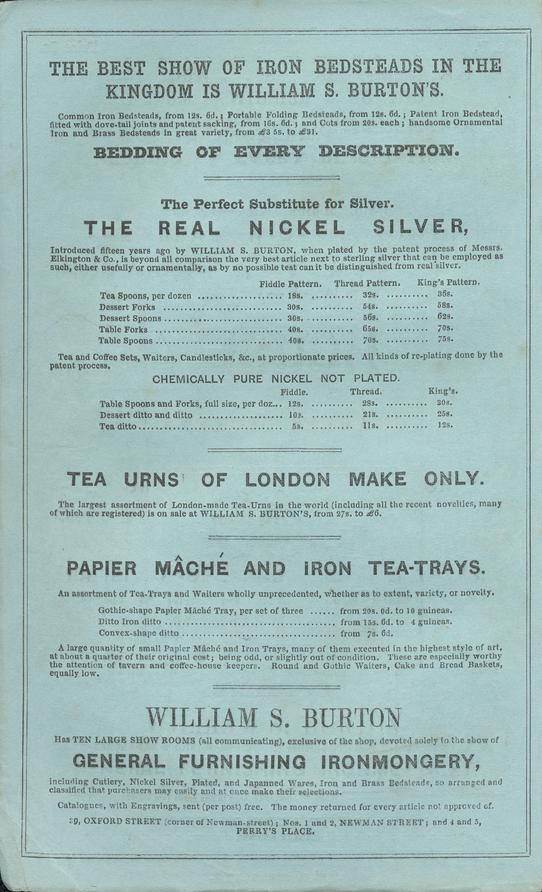 THE BEST SHOW OF IRON BEDSTEADS IN THE
KINGDOM IS WILLIAM S. BURTON'S.
Common Iron Bedsteads, from 12s. 6d.; Portable Folding Bedsteads, from 12s. 6d.; Patent Iron Bedstead,
fitted with dove-tail joints and patent sacking, from 16s. 6d.; and Cots from 20s. each; handsome Ornamental
Iron and Brass Bedsteads in great variety, from £3 5s. to £31.
BEDDING OF EVERY DESCRIPTION.
The Perfect Substitute for Silver.
THE REAL NICKEL SILVER,
Introduced fifteen years ago by WILLIAM S. BURTON, when plated by the patent process of Messrs.
Elkington & Co., is beyond all comparison the very best article next to sterling silver that can be employed as
such, either usefully or ornamentally, as by no possible test can it be distinguished from real silver.
Fiddle Pattern. Thread Pattern. King's Pattern.
Tea Spoons, per dozen .................. 18s. .......... 32s. .......... 36s.
Dessert Forks .......................... 30s. .......... 54s. .......... 58s.
Dessert Spoons ......................... 30s. .......... 56s. .......... 62s.
Table Forks ............................ 40s. .......... 65s. .......... 70s.
Table Spoons ........................... 40s. .......... 70s. .......... 75s.
Tea and Coffee Sets, Waiters, Candlesticks, &c., at proportionate prices. All kinds of re-plating done by the
patent process.
CHEMICALLY PURE NICKEL NOT PLATED.
Fiddle. Thread. King's.
Table Spoons and Forks, full size, per doz... 12s. .......... 28s. .......... 30s.
Dessert ditto and ditto .................. 10s. .......... 21s. .......... 25s.
Tea ditto ............................... 5s. .......... 11s. .......... 12s.
TEA URNS OF LONDON MAKE ONLY.
The largest assortment of London-made Tea-Urns in the world (including all the recent novelties, many
of which are registered) is on sale at WILLIAM S. BURTON'S, from 27s. to £6.
PAPIER MÂCHÉ AND IRON TEA-TRAYS.
An assortment of Tea-Trays and Waiters wholly unprecedented, whether as to extent, variety, or novelty.
Gothic-shape Papier Mâché Tray, per set of three ...... from 20s. 0d. to 10 guineas.
Ditto Iron ditto .................................... from 15s. 6d. to 4 guineas.
Convex-shape ditto ................................. from 7s. 6d.
A large quantity of small Papier Mâché and Iron Trays, many of them executed in the highest style of art,
at about a quarter of their original cost; being odd, or slightly out of condition. These are especially worthy
the attention of tavern and coffee-house keepers. Round and Gothic Waiters, Cake and Bread Baskets,
equally low.
WILLIAM S. BURTON
Has TEN LARGE SHOW ROOMS (all communicating), exclusive of the shop, devoted solely to the show of
GENERAL FURNISHING IRONMONGERY,
including Cutlery, Nickel Silver, Plated, and Japanned Wares, Iron and Brass Bedsteads, so arranged and
classified that purchasers may easily and at once make their selections.
Catalogues, with Engravings, sent (per post) free. The money returned for every article not approved of.
39, OXFORD STREET (corner of Newman-street); Nos. 1 and 2, NEWMAN STREET; and 4 and 5,
PERRY'S PLACE.